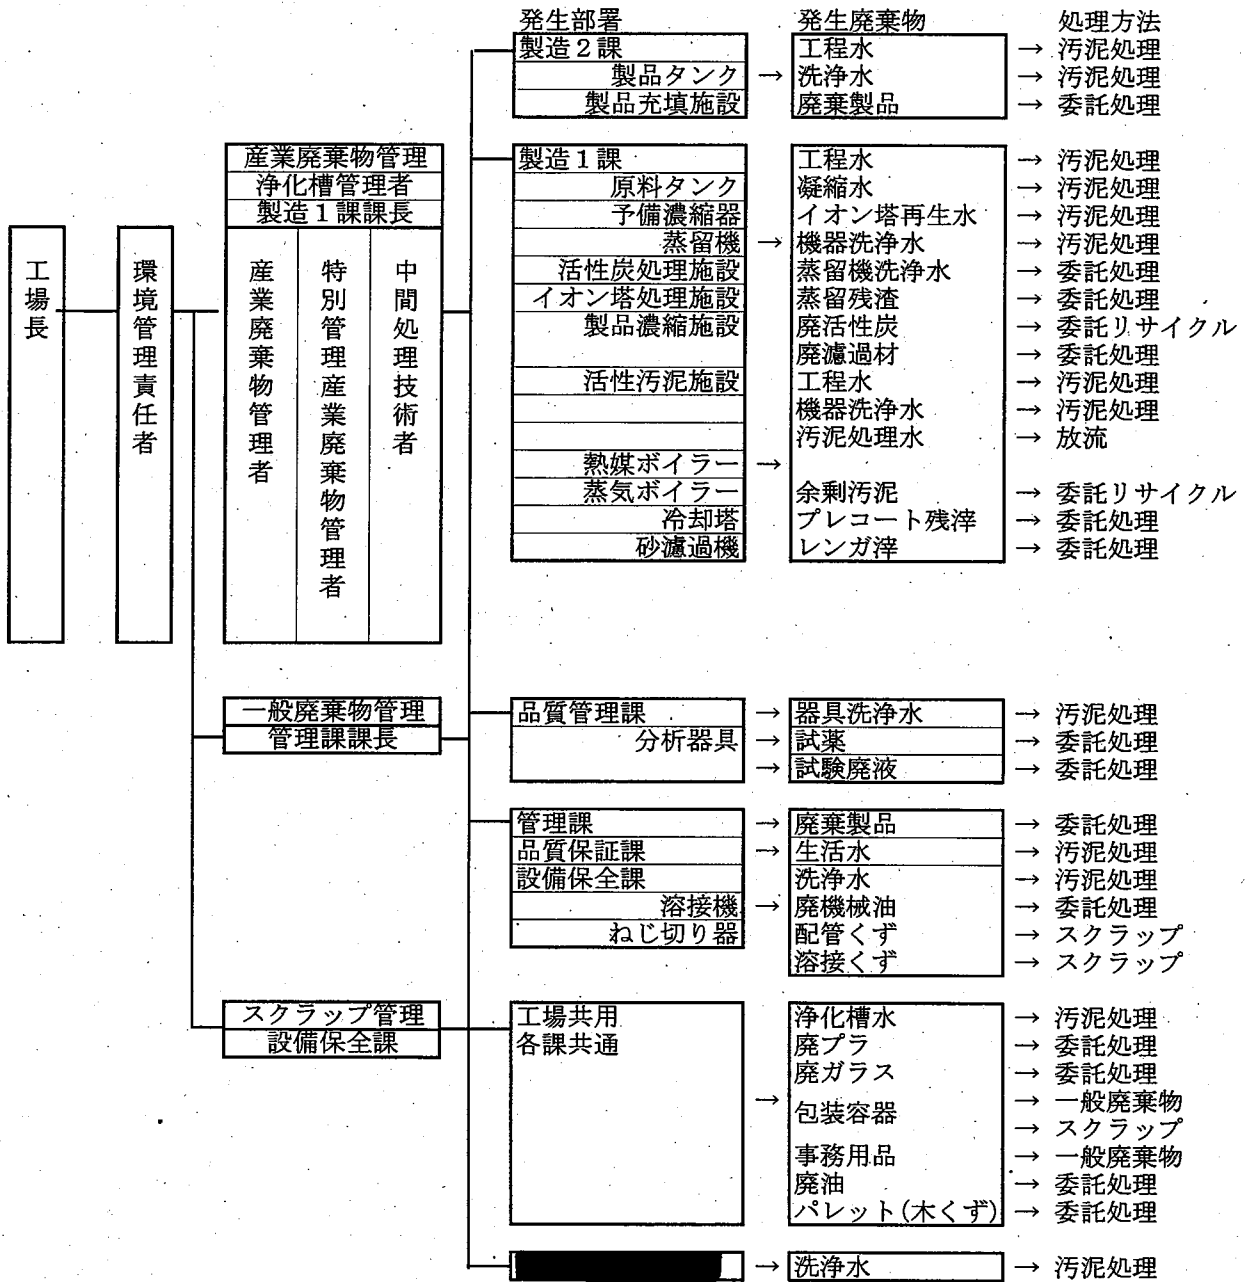 発生部署 発生廃棄物 処理方法
製造2課 工程水 → 汚泥処理
製品タンク → 洗浄水 → 汚泥処理
製品充填施設 廃棄製品 → 委託処理
産業廃棄物管理 製造1課 工程水 → 汚泥処理
浄化槽管理者 原料タンク 凝縮水 → 汚泥処理
製造1課課長 予備濃縮器 イオン塔再生水 → 汚泥処理
蒸留機 → 機器洗浄水 → 汚泥処理
活性炭処理施設 蒸留機洗浄水 → 委託処理
イオン塔処理施設 蒸留残渣 → 委託処理
製品濃縮施設 廃活性炭 → 委託リサイクル
廃濾過材 → 委託処理
活性汚泥施設 工程水 → 汚泥処理
機器洗浄水 → 汚泥処理
汚泥処理水 → 放流
熱媒ボイラー →
蒸気ボイラー 余剰汚泥 → 委託リサイクル
冷却塔 プレコート残滓 → 委託処理
砂濾過機 レンガ滓 → 委託処理
工場長
環境管理責任者
産業廃棄物管理者
特別管理産業廃棄物管理者
中間処理技術者
一般廃棄物管理 品質管理課 → 器具洗浄水 → 汚泥処理
管理課課長 分析器具 → 試薬 → 委託処理
→ 試験廃液 → 委託処理
管理課 → 廃棄製品 → 委託処理
品質保証課 → 生活水 → 汚泥処理
設備保全課 洗浄水 → 汚泥処理
溶接機 → 廃機械油 → 委託処理
ねじ切り器 配管くず → スクラップ
溶接くず → スクラップ
スクラップ管理 工場共用 浄化槽水 → 汚泥処理
設備保全課 各課共通 廃プラ → 委託処理
廃ガラス → 委託処理
→ 包装容器 → 一般廃棄物
→ スクラップ
事務用品 → 一般廃棄物
廃油 → 委託処理
パレット(木くず) → 委託処理
→ 洗浄水 → 汚泥処理